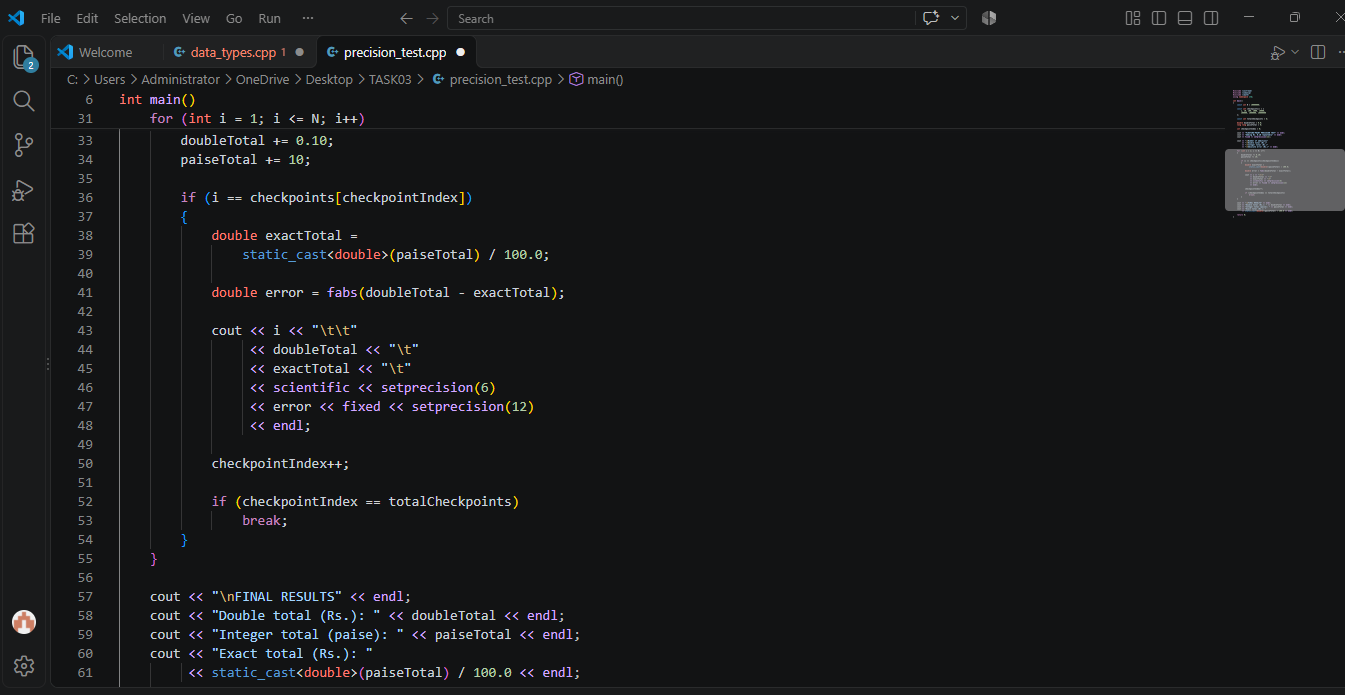 File Edit Selection View Go Run ··· Search
Welcome data_types.cpp 1 precision_test.cpp
C: > Users > Administrator > OneDrive > Desktop > TASK03 > precision_test.cpp > main()
2
6 int main()
31 for (int i = 1; i <= N; i++)
33 doubleTotal += 0.10;
34 paiseTotal += 10;
35
36 if (i == checkpoints[checkpointIndex])
37 {
38 double exactTotal =
39 static_cast<double>(paiseTotal) / 100.0;
40
41 double error = fabs(doubleTotal - exactTotal);
42
43 cout << i << "\t\t"
44 << doubleTotal << "\t"
45 << exactTotal << "\t"
46 << scientific << setprecision(6)
47 << error << fixed << setprecision(12)
48 << endl;
49
50 checkpointIndex++;
51
52 if (checkpointIndex == totalCheckpoints)
53 break;
54 }
55 }
56
57 cout << "\nFINAL RESULTS" << endl;
58 cout << "Double total (Rs.): " << doubleTotal << endl;
59 cout << "Integer total (paise): " << paiseTotal << endl;
60 cout << "Exact total (Rs.): "
61 << static_cast<double>(paiseTotal) / 100.0 << endl;